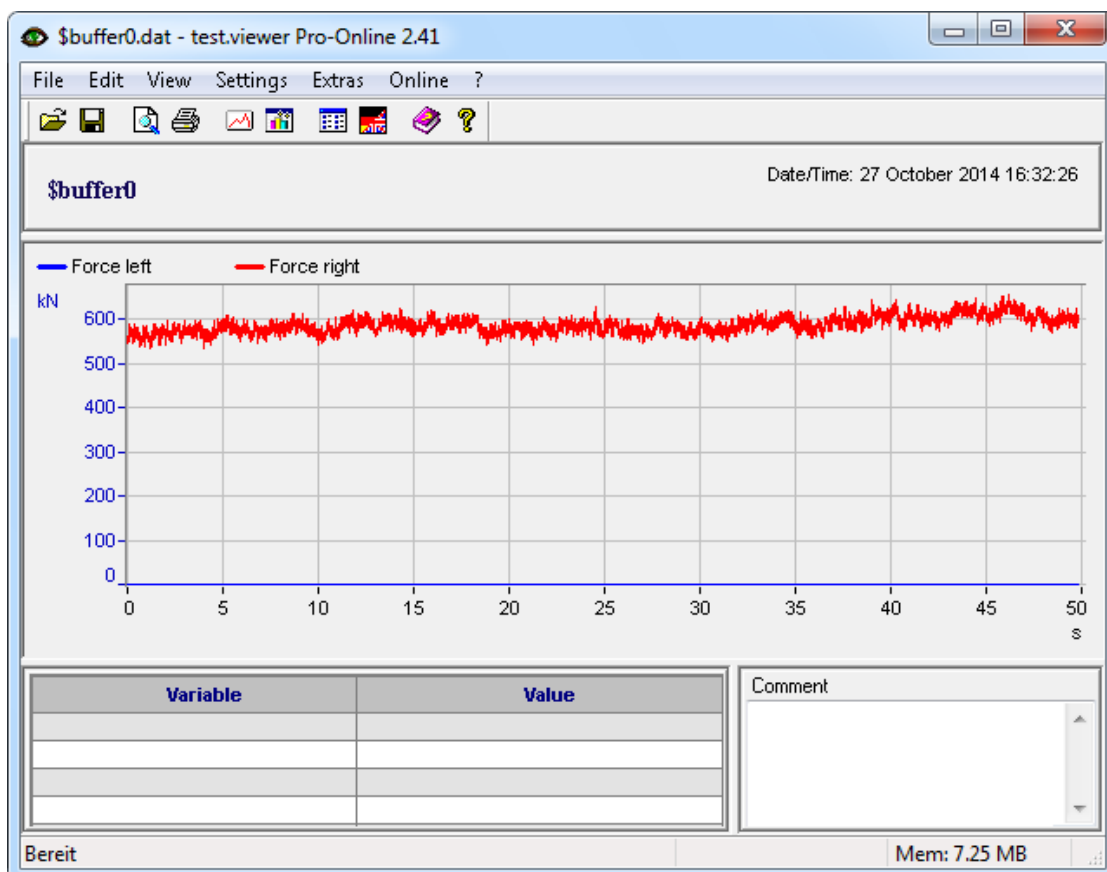 $buffer0.dat - test.viewer Pro-Online 2.41
File Edit View Settings Extras Online ?
$buffer0
Date/Time: 27 October 2014 16:32:26
Force left Force right
kN
600
500
400
300
200
100
0
0 5 10 15 20 25 30 35 40 45 50
s
Variable Value
Comment
Bereit Mem: 7.25 MB